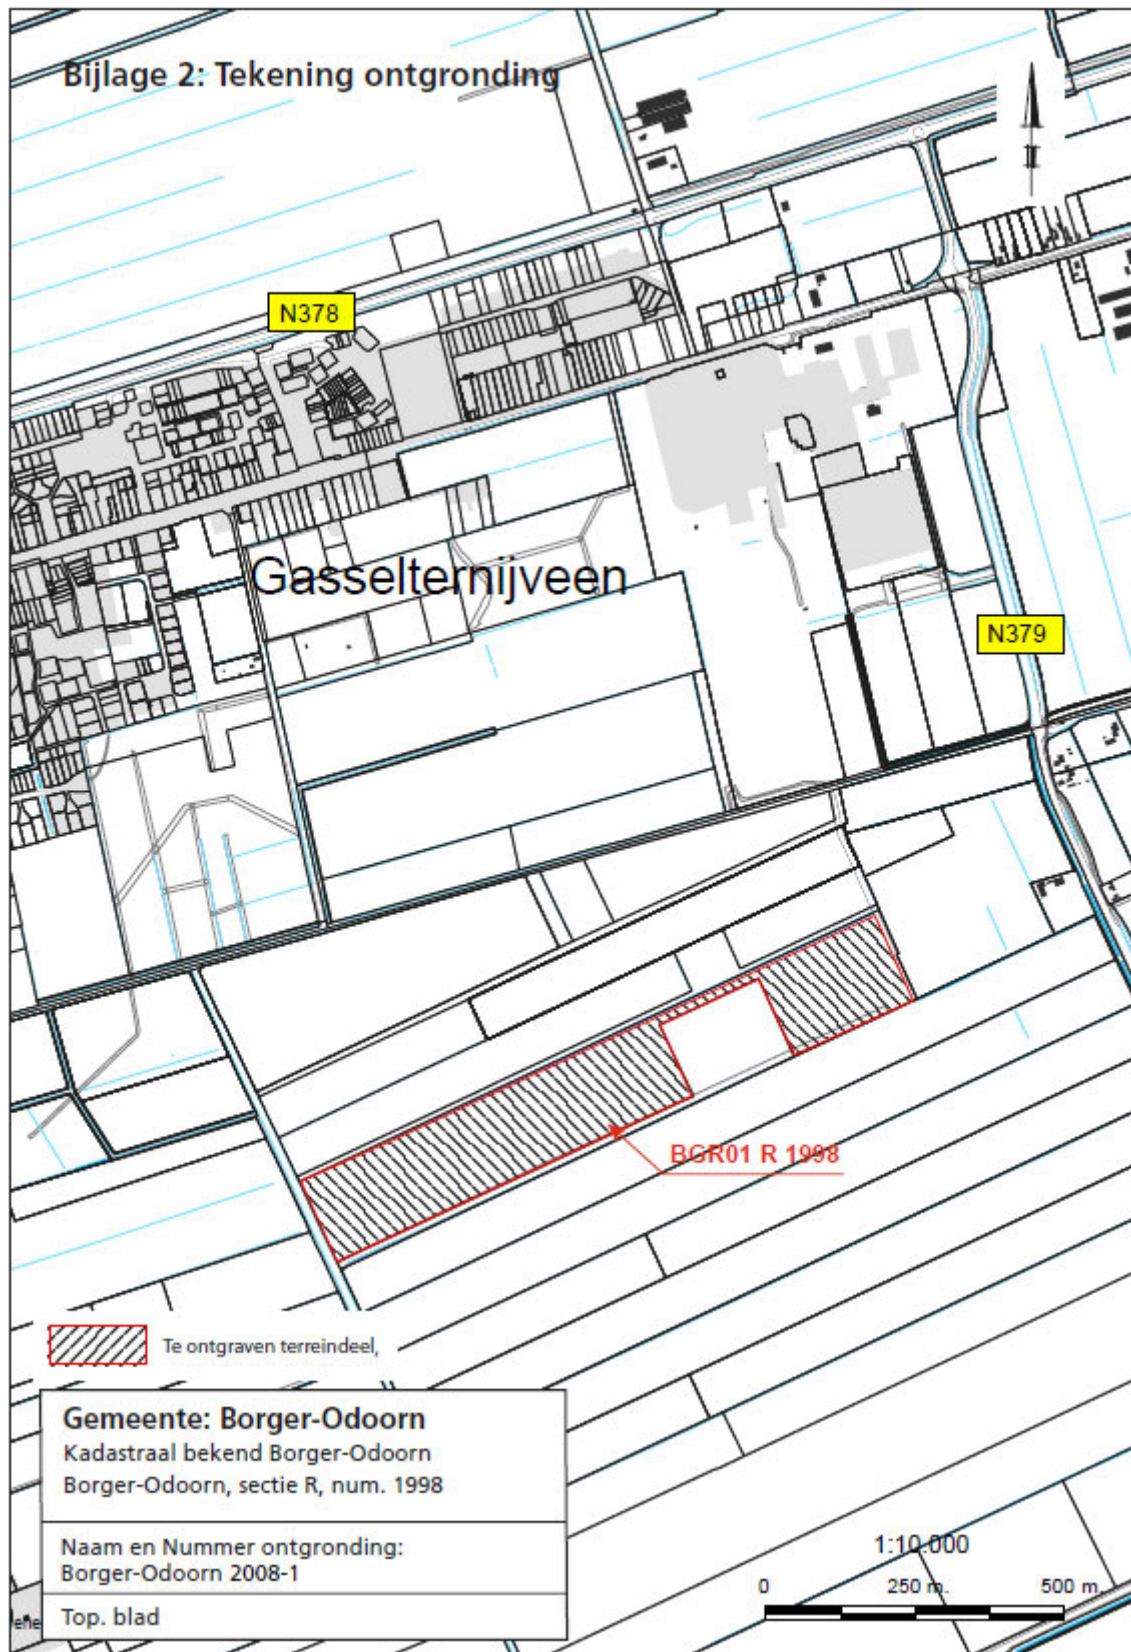 Bijlage 2: Tekening ontgronding
N378
Gasselternijveen
N379
BGR01 R 1998
Te ontgraven terreindeel,
Gemeente: Borger-Odoorn
Kadastraal bekend Borger-Odoorn
Borger-Odoorn, sectie R, num. 1998
Naam en Nummer ontgronding:
Borger-Odoorn 2008-1
Top. blad
1:10.000
0 250 m. 500 m.